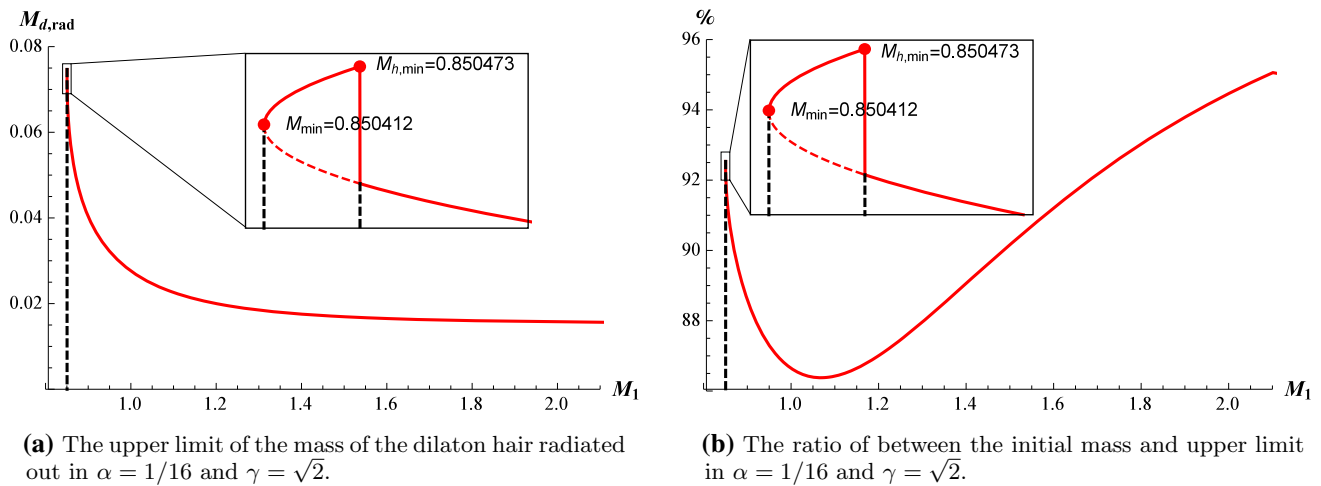 M_{d,rad}
0.08
0.06
0.04
0.02
M_{h,min}=0.850473
M_{min}=0.850412
1.0 1.2 1.4 1.6 1.8 2.0
M_1
(a) The upper limit of the mass of the dilaton hair radiated
out in α = 1/16 and γ = √2.
%
96
94
92
90
88
M_{h,min}=0.850473
M_{min}=0.850412
1.0 1.2 1.4 1.6 1.8 2.0
M_1
(b) The ratio of between the initial mass and upper limit
in α = 1/16 and γ = √2.